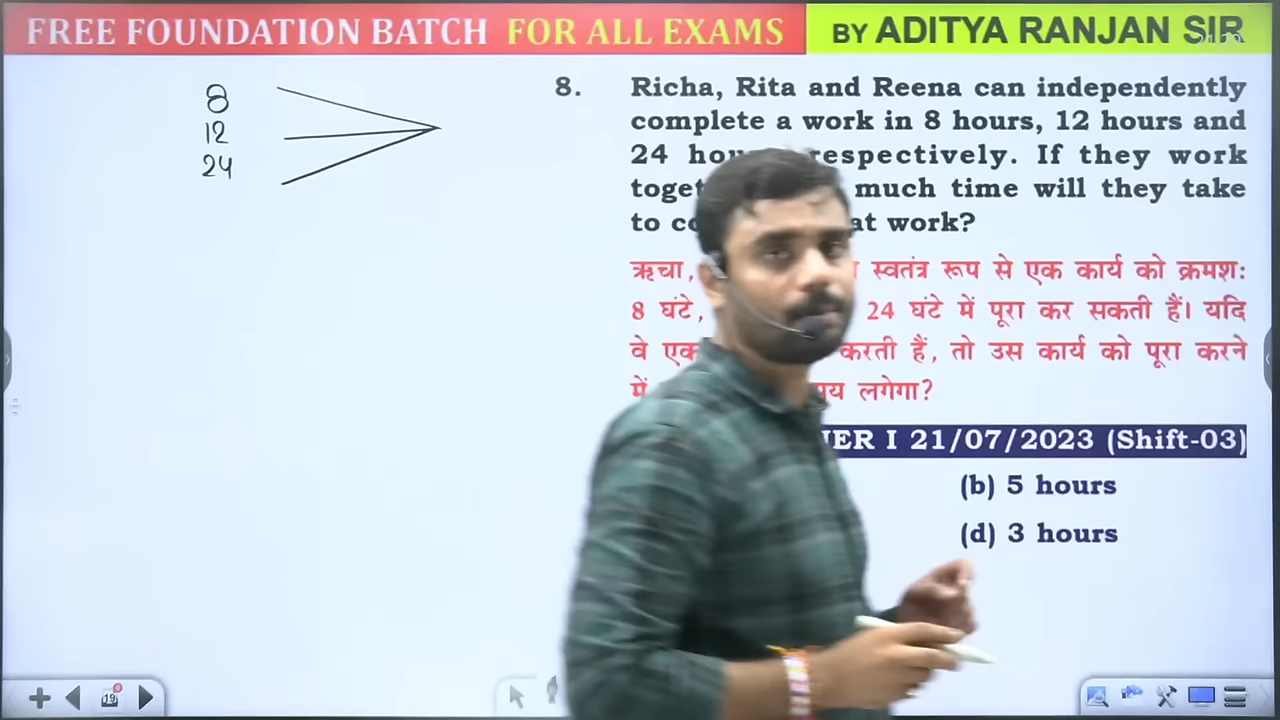 FREE FOUNDATION BATCH FOR ALL EXAMS
BY ADITYA RANJAN SIR
8
12
24
8. Richa, Rita and Reena can independently
complete a work in 8 hours, 12 hours and
24 respectively. If they work
much time will they take
to work?
ऋचा, स्वतंत्र रूप से एक कार्य को क्रमशः
8 घंटे, 24 घंटे में पूरा कर सकती हैं। यदि
वे करती हैं, तो उस कार्य को पूरा करने
में लगेगा?
I 21/07/2023 (Shift-03)
(b) 5 hours
(d) 3 hours
19